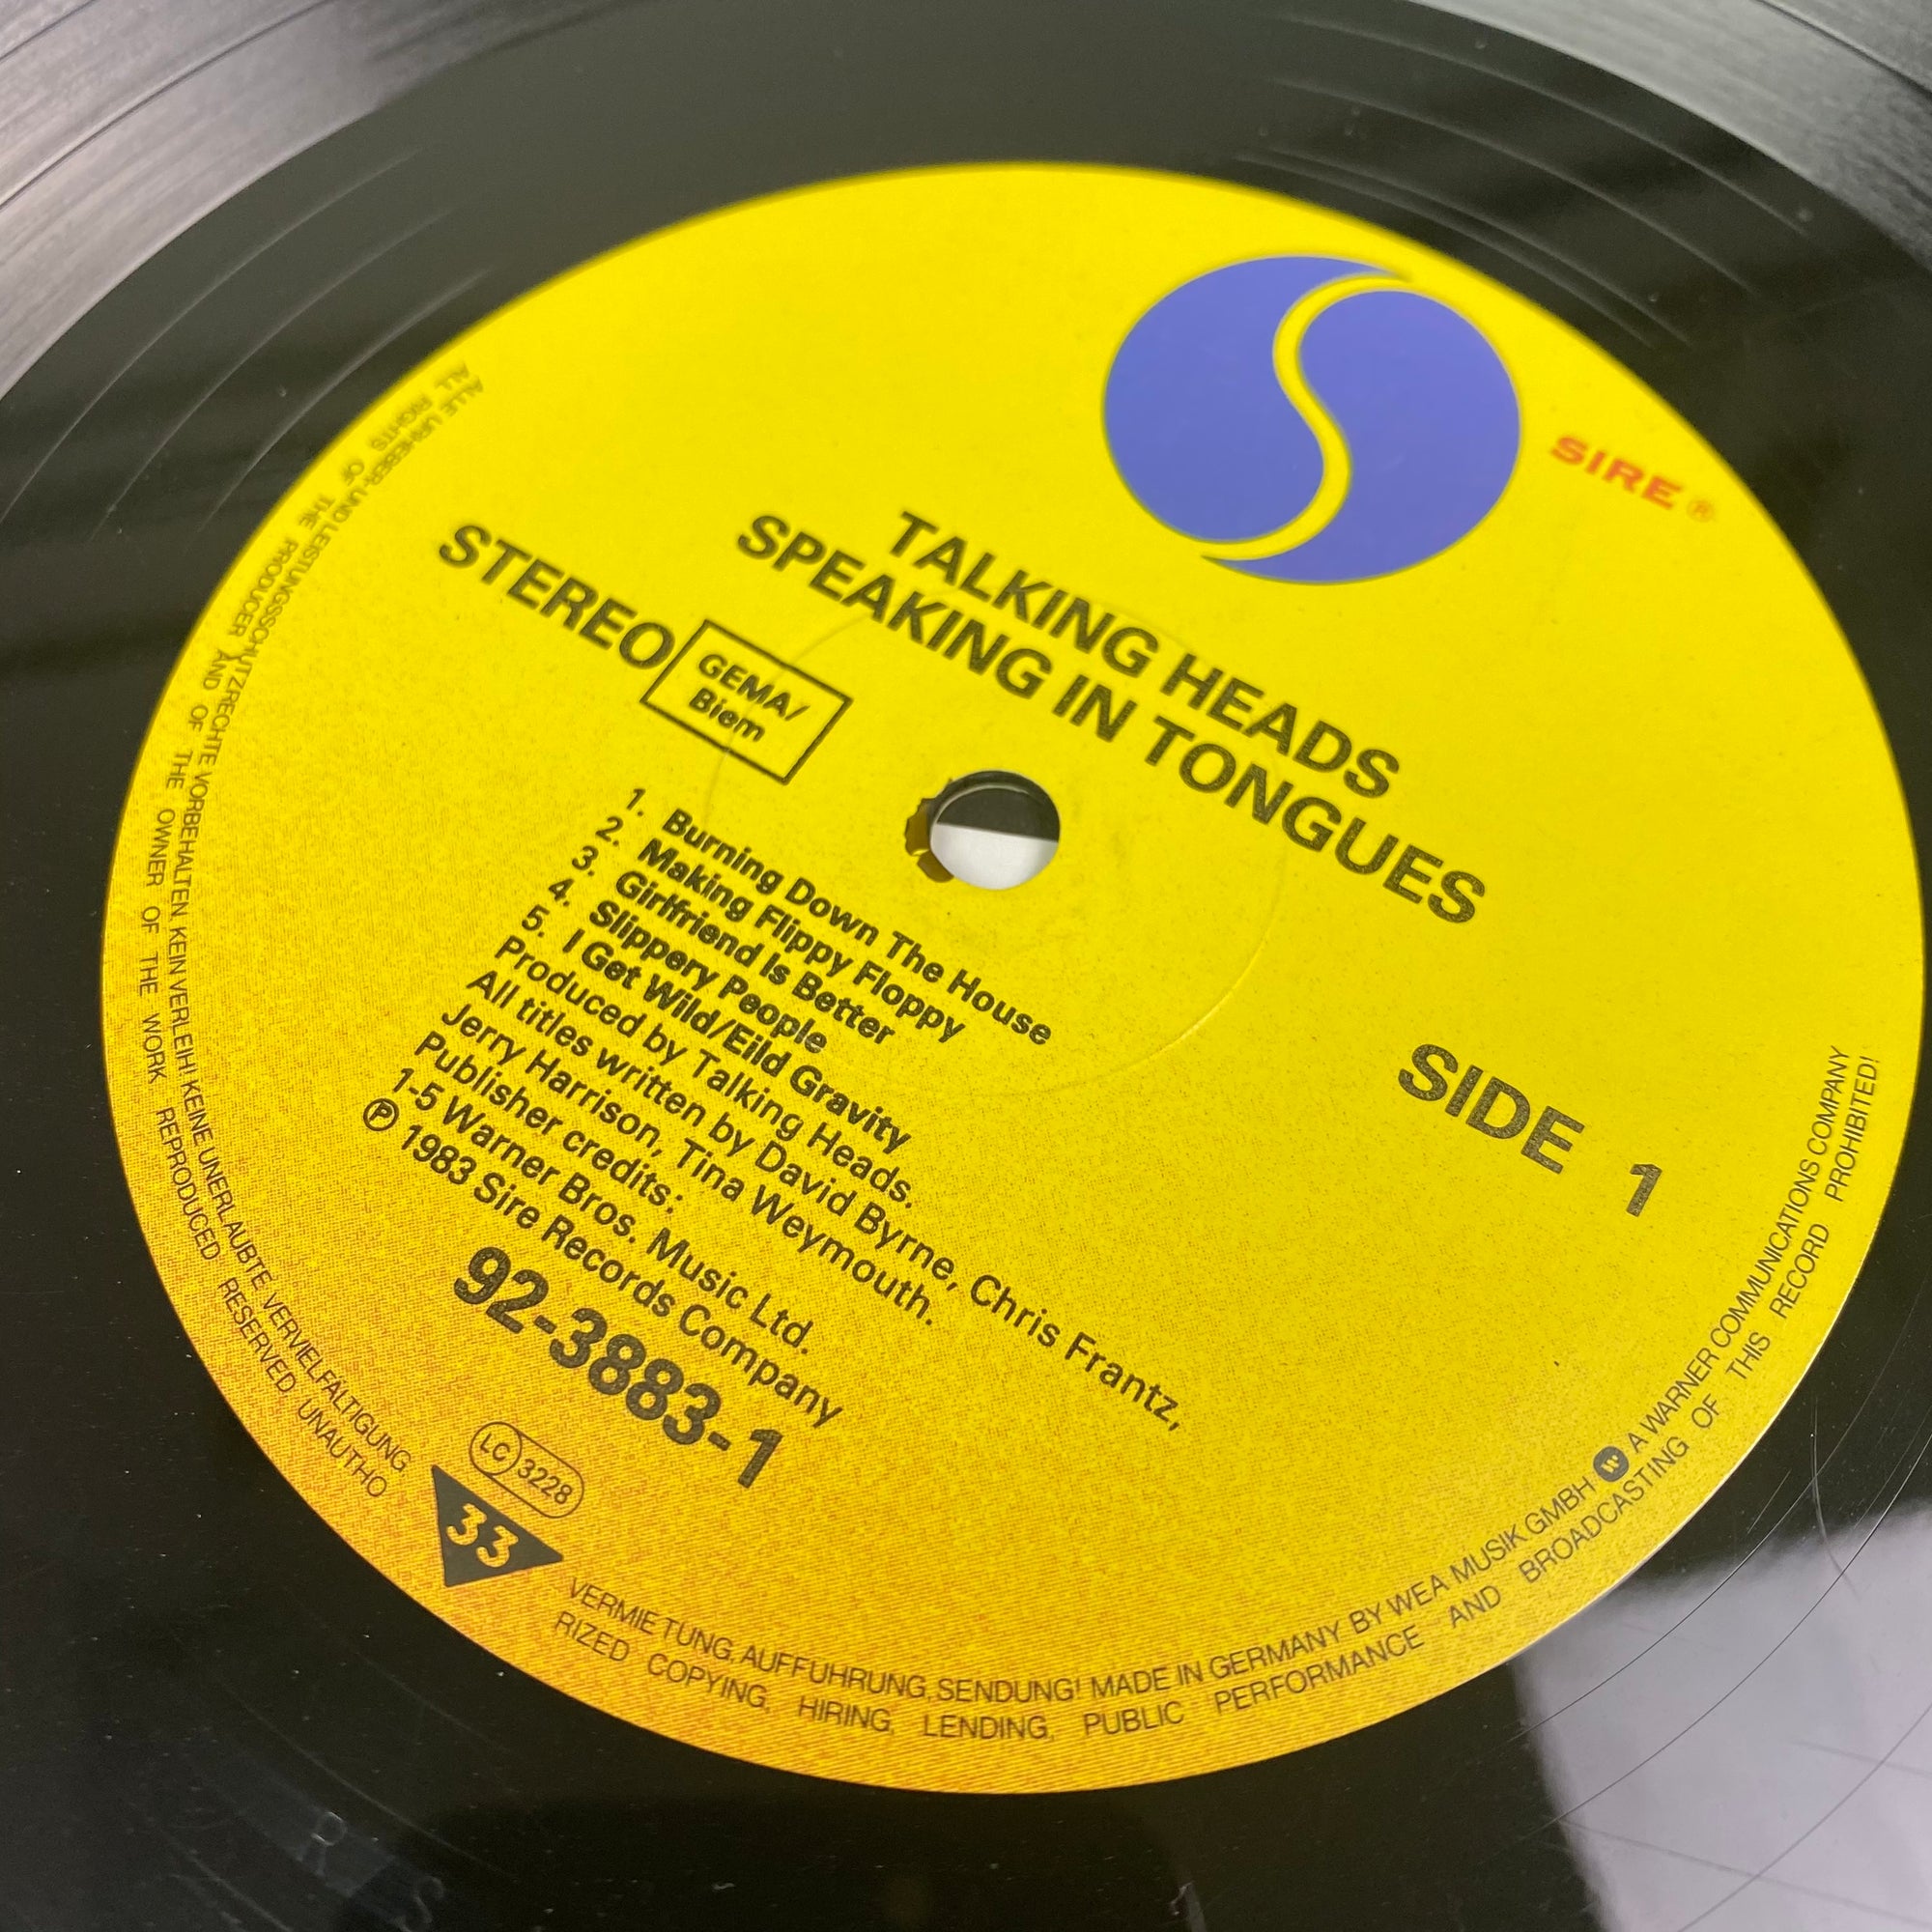 SIRE ®
TALKING HEADS
SPEAKING IN TONGUES
STEREO
GEMA/
Biem
SIDE 1
1. Burning Down The House
2. Making Flippy Floppy
3. Girlfriend Is Better
4. Slippery People
5. I Get Wild/Eild Gravity
Produced by Talking Heads.
All titles written by David Byrne, Chris Frantz,
Jerry Harrison, Tina Weymouth.
Publisher credits:
1-5 Warner Bros. Music Ltd.
℗ 1983 Sire Records Company
92-3883-1
LC 3228
33
ALLE URHEBER-UND LEISTUNGSSCHUTZRECHTE VORBEHALTEN. KEIN VERLEIH! KEINE UNERLAUBTE VERVIELFALTIGUNG VERMIETUNG, AUFFUHRUNG, SENDUNG! MADE IN GERMANY BY WEA MUSIK GMBH W A WARNER COMMUNICATIONS COMPANY
ALL RIGHTS OF THE PRODUCER AND OF THE OWNER OF THE WORK REPRODUCED RESERVED. UNAUTHO RIZED COPYING, HIRING, LENDING, PUBLIC PERFORMANCE AND BROADCASTING OF THIS RECORD PROHIBITED!